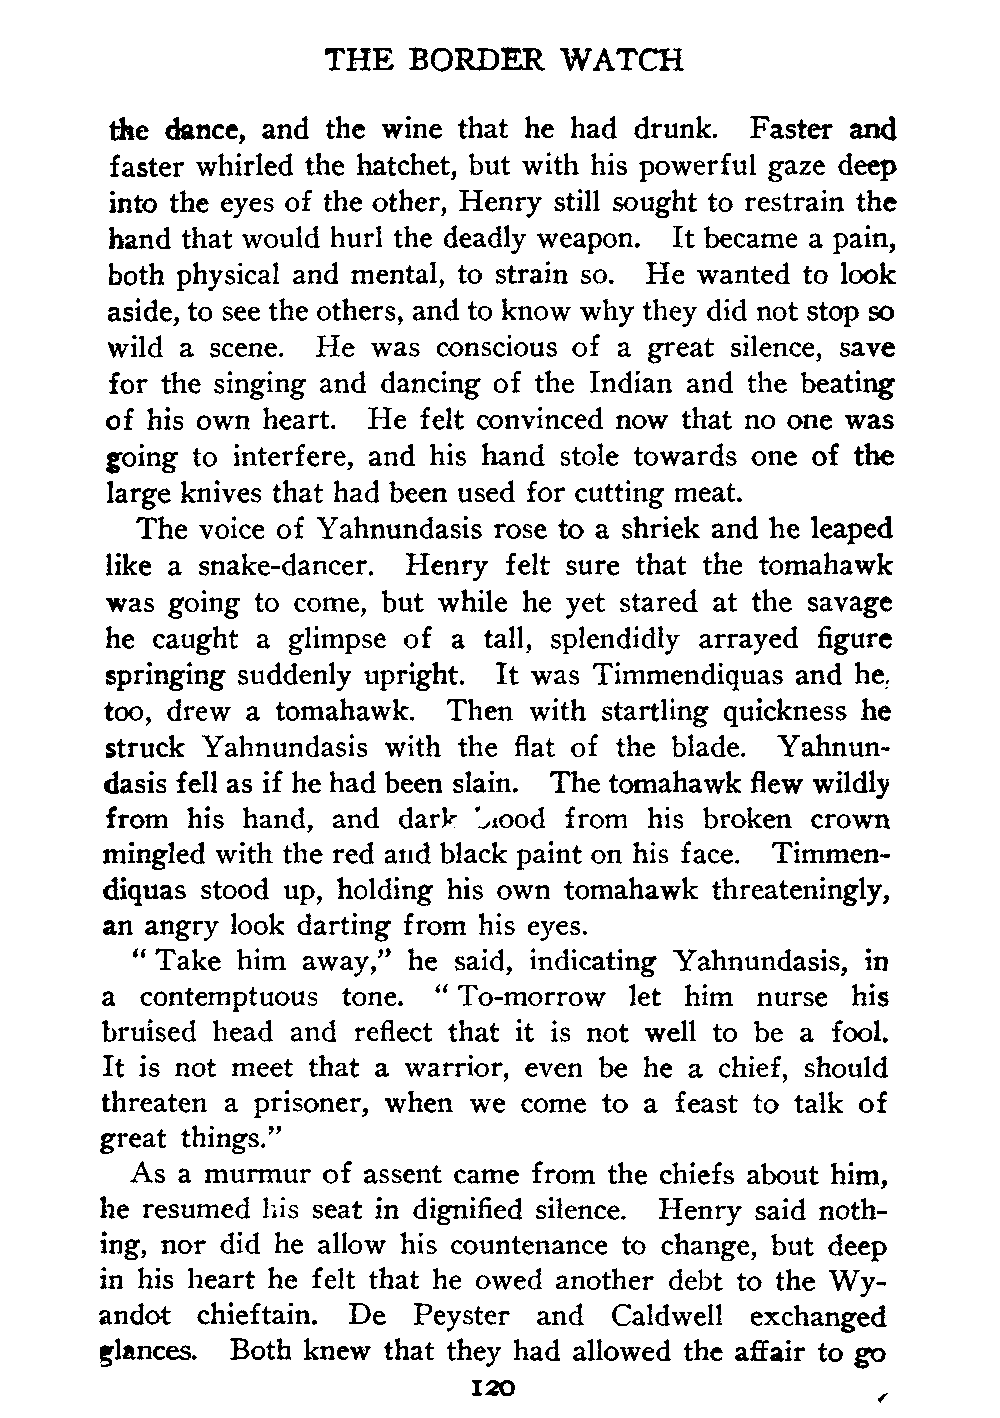 THE BORDER WATCH
the dance, and the wine that he had drunk. Faster and
faster whirled the hatchet, but with his powerful gaze deep
into the eyes of the other, Henry still sought to restrain the
hand that would hurl the deadly weapon. It became a pain,
both physical and mental, to strain so. He wanted to look
aside, to see the others, and to know why they did not stop so
wild a scene. He was conscious of a great silence, save
for the singing and dancing of the Indian and the beating
of his own heart. He felt convinced now that no one was
going to interfere, and his hand stole towards one of the
large knives that had been used for cutting meat.
The voice of Yahnundasis rose to a shriek and he leaped
like a snake-dancer. Henry felt sure that the tomahawk
was going to come, but while he yet stared at the savage
he caught a glimpse of a tall, splendidly arrayed figure
springing suddenly upright. It was Timmendiquas and he,
too, drew a tomahawk. Then with startling quickness he
struck Yahnundasis with the flat of the blade. Yahnun-
dasis fell as if he had been slain. The tomahawk flew wildly
from his hand, and dark blood from his broken crown
mingled with the red and black paint on his face. Timmen-
diquas stood up, holding his own tomahawk threateningly,
an angry look darting from his eyes.
“ Take him away,” he said, indicating Yahnundasis, in
a contemptuous tone. “ To-morrow let him nurse his
bruised head and reflect that it is not well to be a fool.
It is not meet that a warrior, even be he a chief, should
threaten a prisoner, when we come to a feast to talk of
great things.”
As a murmur of assent came from the chiefs about him,
he resumed his seat in dignified silence. Henry said noth-
ing, nor did he allow his countenance to change, but deep
in his heart he felt that he owed another debt to the Wy-
andot chieftain. De Peyster and Caldwell exchanged
glances. Both knew that they had allowed the affair to go
120